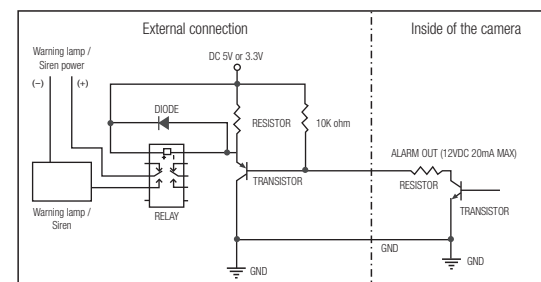 External connection
Inside of the camera
Warning lamp /
Siren power
(−)
(+)
DC 5V or 3.3V
DIODE
RESISTOR
10K ohm
ALARM OUT (12VDC 20mA MAX)
+
-
TRANSISTOR
RESISTOR
TRANSISTOR
Warning lamp /
Siren
RELAY
GND
GND
GND